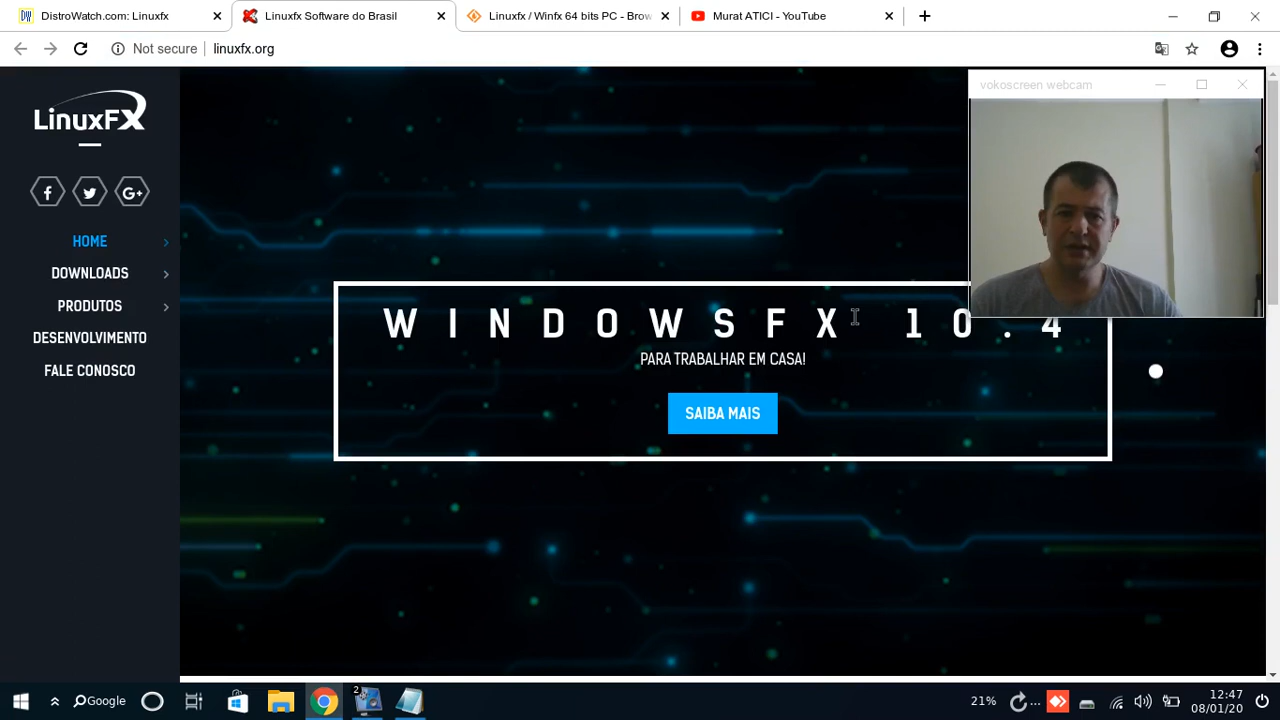 DistroWatch.com: Linuxfx
Linuxfx Software do Brasil
Linuxfx / Winfx 64 bits PC - Brow
Murat ATICI - YouTube
Not secure
linuxfx.org
LinuxFX
vokoscreen webcam
f
G+
HOME
DOWNLOADS
PRODUTOS
DESENVOLVIMENTO
FALE CONOSCO
WINDOWSFX 10.4
PARA TRABALHAR EM CASA!
SAIBA MAIS
Google
2
21%
...
12:47
08/01/20